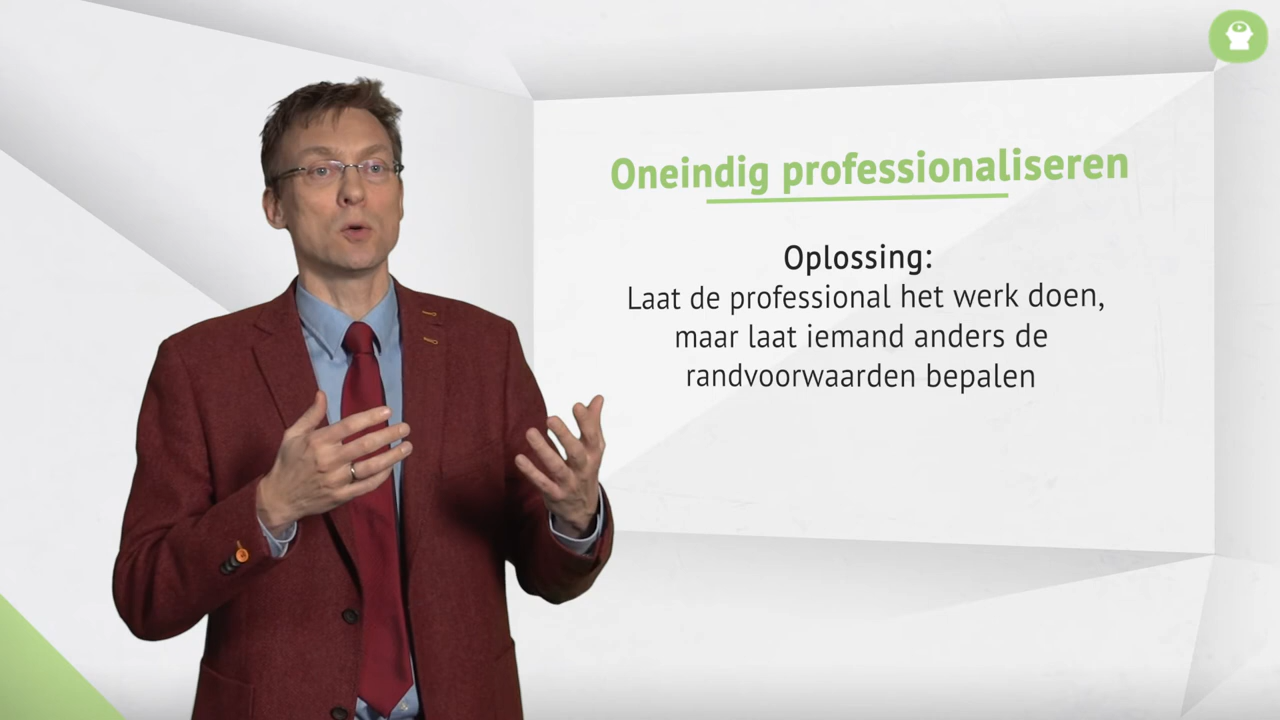 Oneindig professionaliseren
Oplossing:
Laat de professional het werk doen,
maar laat iemand anders de
randvoorwaarden bepalen